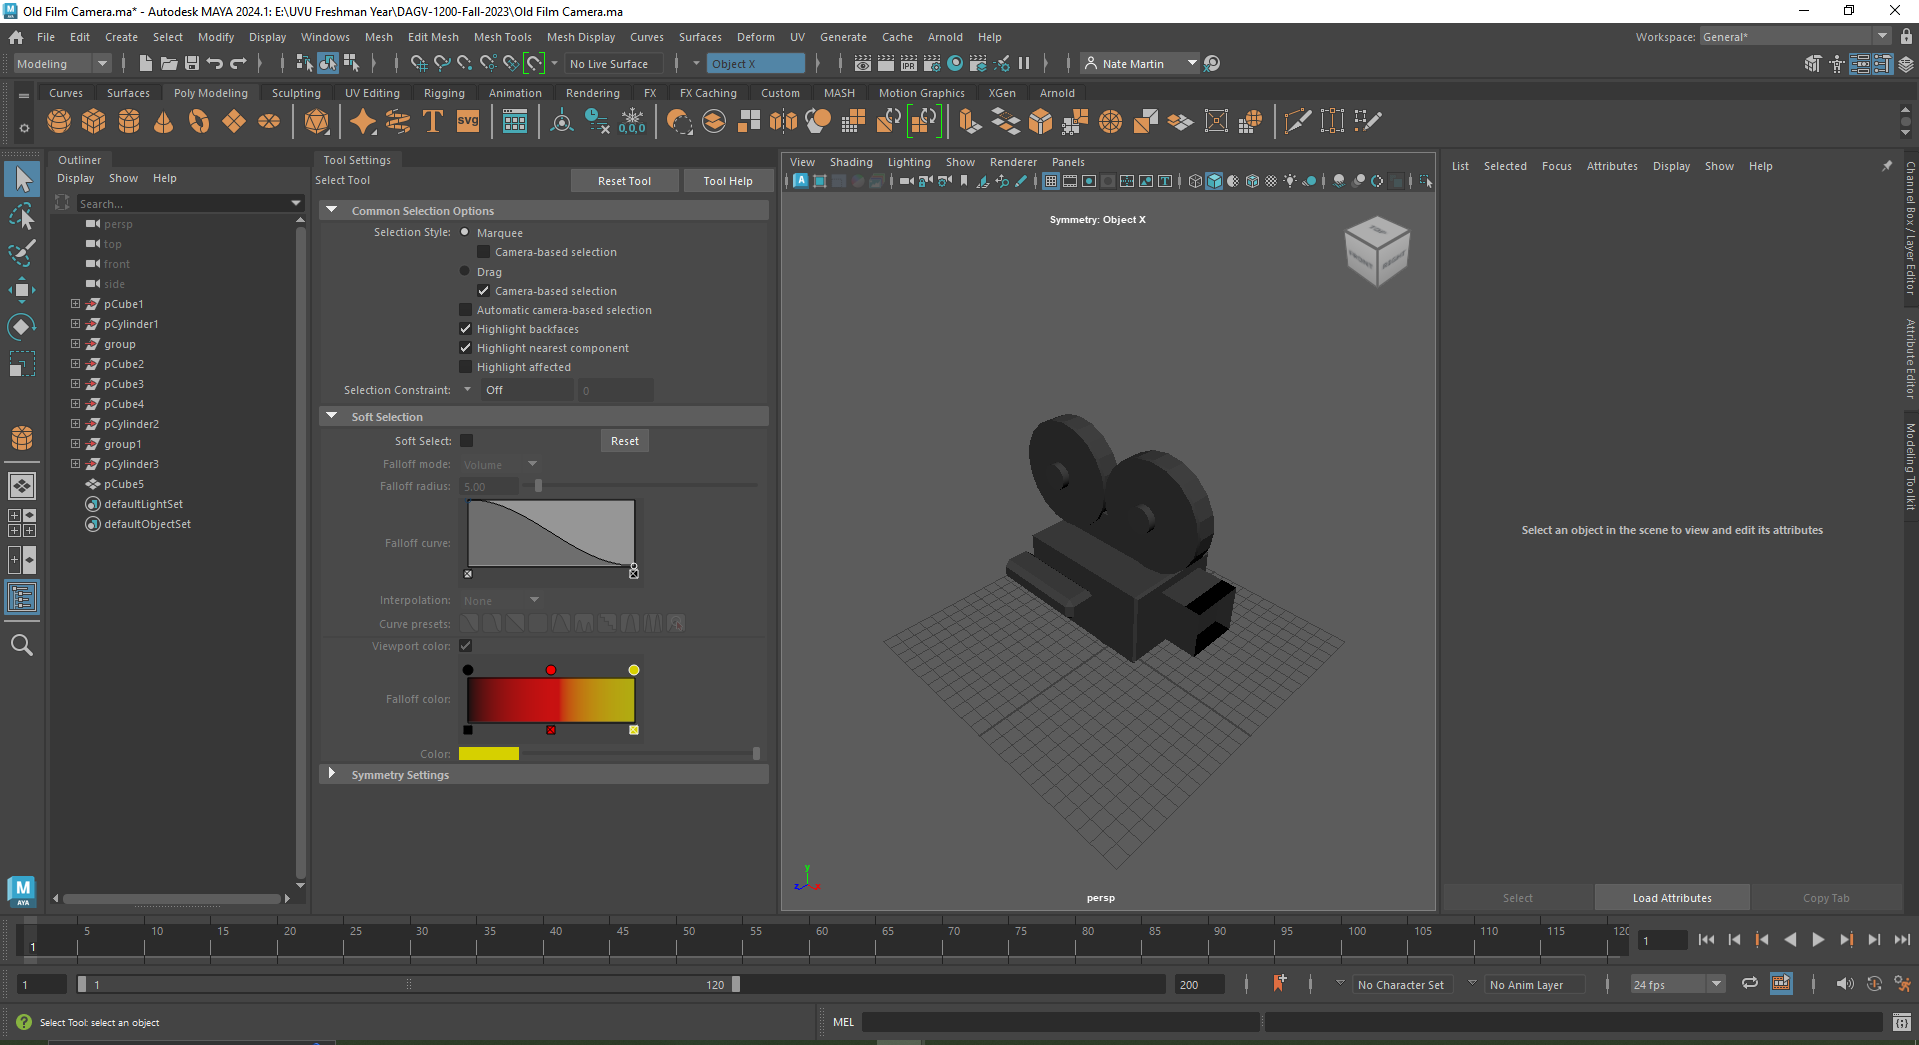 Old Film Camera.ma* - Autodesk MAYA 2024.1: E:\UVU Freshman Year\DAGV-1200-Fall-2023\Old Film Camera.ma
File Edit Create Select Modify Display Windows Mesh Edit Mesh Mesh Tools Mesh Display Curves Surfaces Deform UV Generate Cache Arnold Help
Workspace: General*
Modeling
No Live Surface
Object X
IPR
Nate Martin
Curves Surfaces Poly Modeling Sculpting UV Editing Rigging Animation Rendering FX FX Caching Custom MASH Motion Graphics XGen Arnold
T
svg
0,0,0
Outliner
Display Show Help
Search...
persp
top
front
side
pCube1
pCylinder1
group
pCube2
pCube3
pCube4
pCylinder2
group1
pCylinder3
pCube5
defaultLightSet
defaultObjectSet
M
AYA
Tool Settings
Select Tool
Reset Tool
Tool Help
Common Selection Options
Selection Style: Marquee
Camera-based selection
Drag
Camera-based selection
Automatic camera-based selection
Highlight backfaces
Highlight nearest component
Highlight affected
Selection Constraint: Off 0
Soft Selection
Soft Select: Reset
Falloff mode: Volume
Falloff radius: 5.00
Falloff curve:
Interpolation: None
Curve presets:
Viewport color:
Falloff color:
Color:
Symmetry Settings
View Shading Lighting Show Renderer Panels
Symmetry: Object X
TOP
FRONT
RIGHT
y
z
x
persp
List Selected Focus Attributes Display Show Help
Select an object in the scene to view and edit its attributes
Select
Load Attributes
Copy Tab
Channel Box / Layer Editor
Attribute Editor
Modeling Toolkit
5 10 15 20 25 30 35 40 45 50 55 60 65 70 75 80 85 90 95 100 105 110 115 120
1
1
1
1
120
200
No Character Set
No Anim Layer
24 fps
Select Tool: select an object
MEL